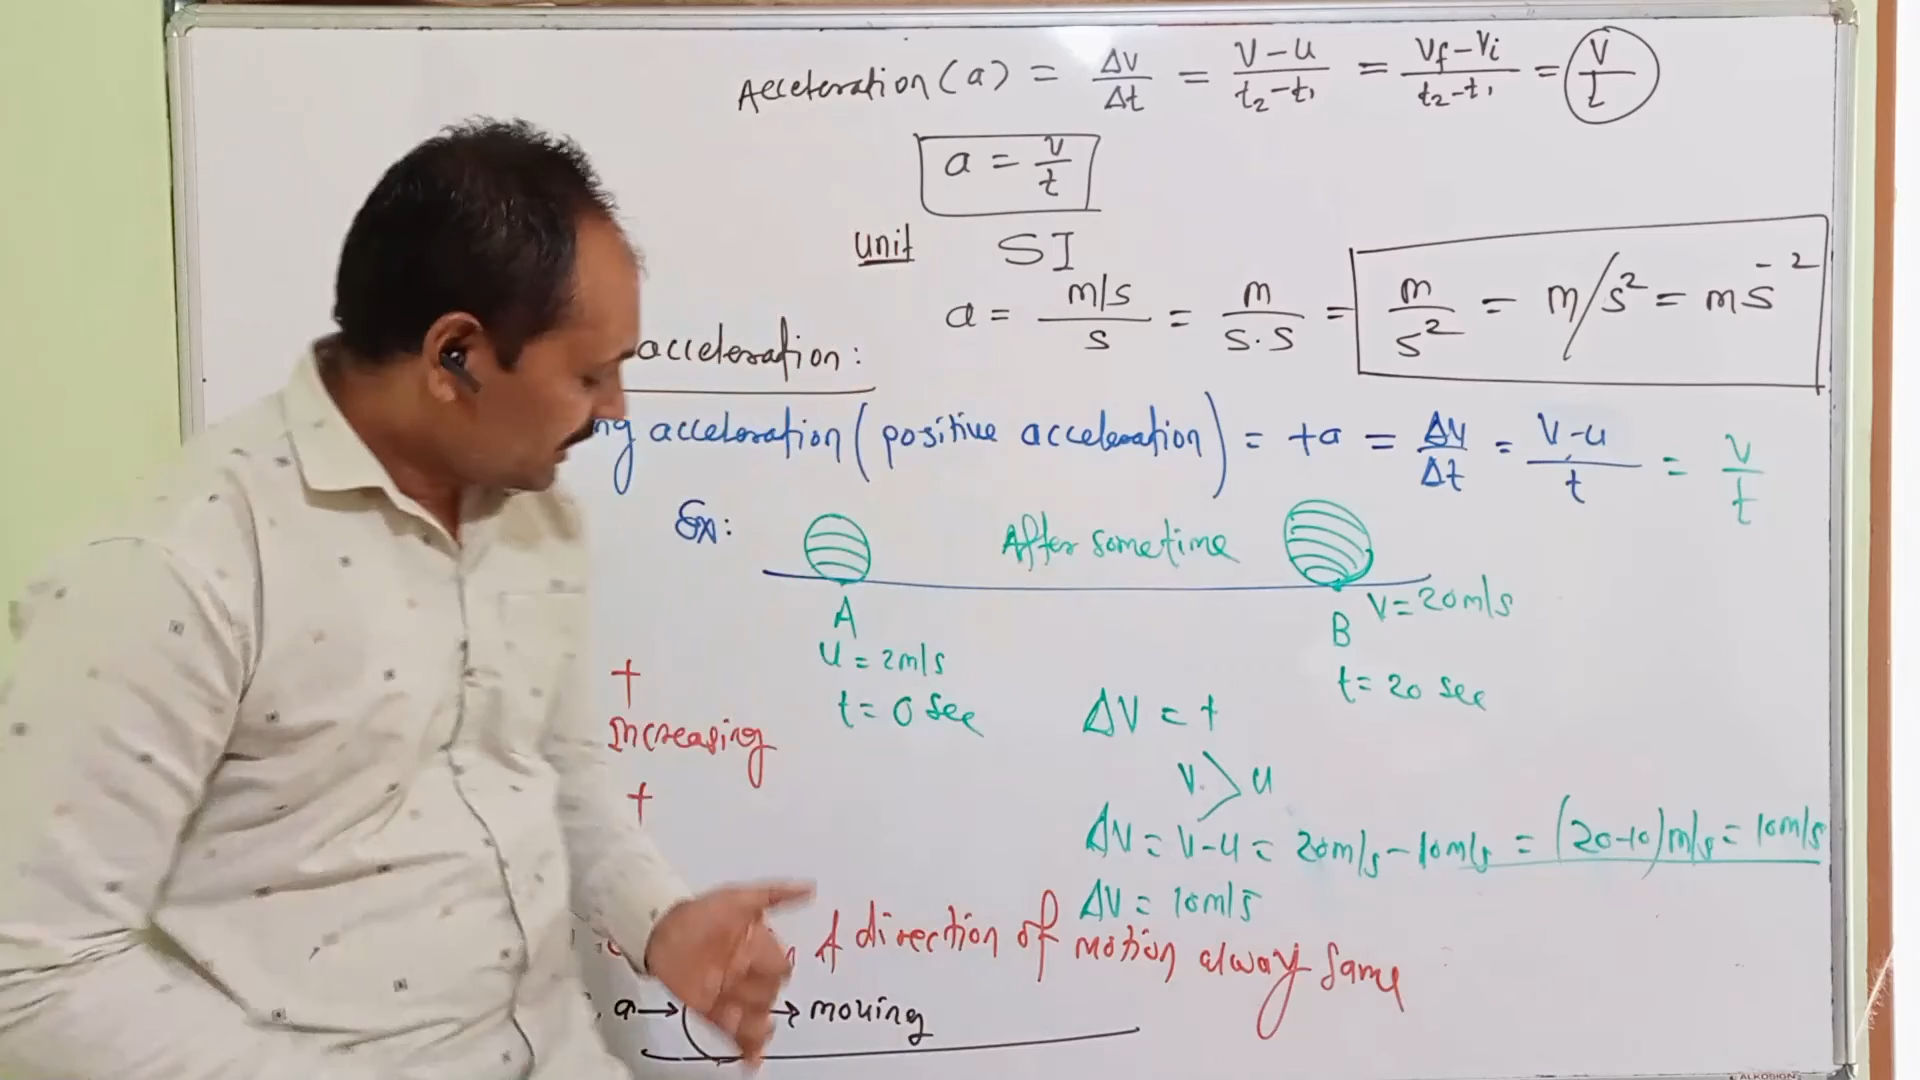 Acceleration (a) = ΔV/Δt = V-u/t₂-t₁ = Vf-Vi/t₂-t₁ = V/t
a = v/t
unit SI
a = m/s/s = m/s.s = m/s² = m/s² = ms⁻²
acceleration:
ng acceleration (positive acceleration) = +a = ΔV/Δt = V-u/t = V/t
Ex: After sometime
A B V=20m/s
u = 2m/s
t = 0 sec t = 20 sec
+
Increasing
+
ΔV = +
V > u
ΔV = V-u = 20m/s - 10m/s = (20-10)m/s = 10m/s
ΔV = 10m/s
direction of motion alway same
a → → moving